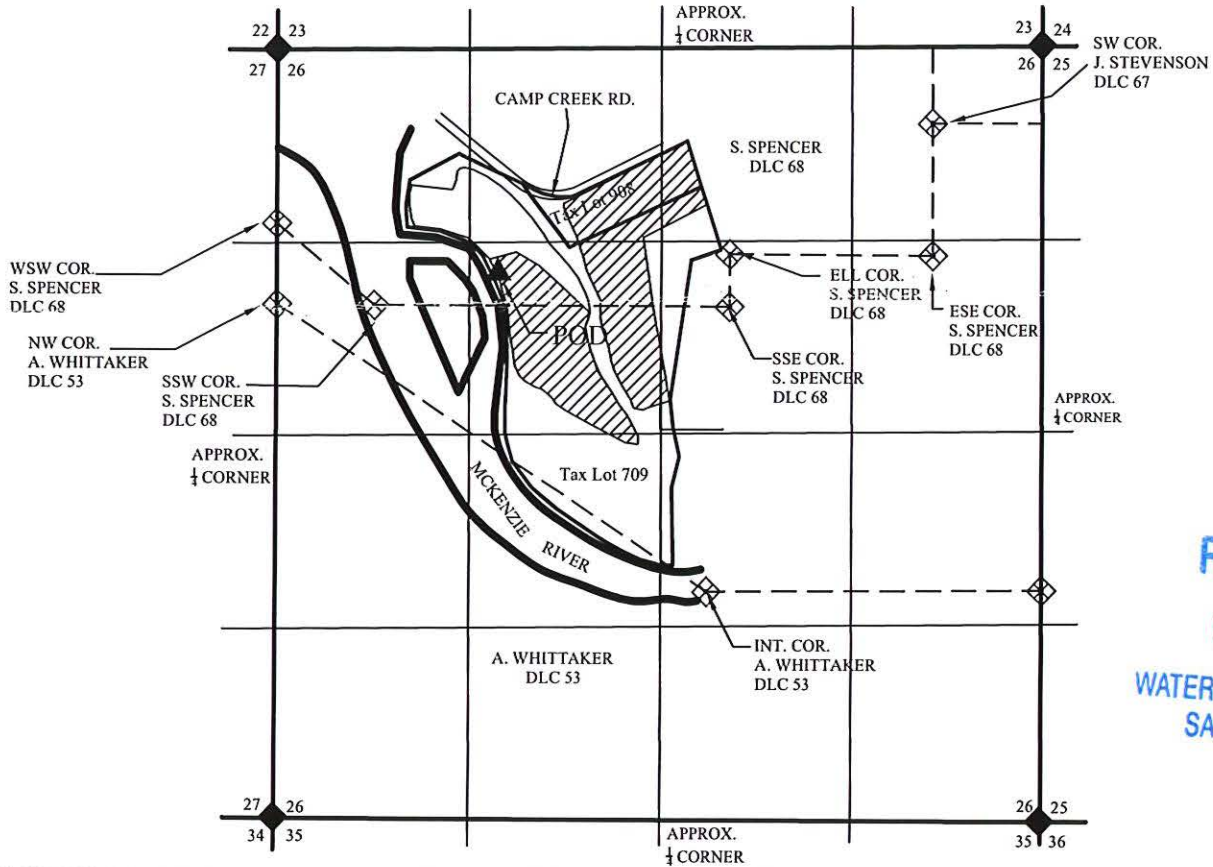 APPROX.
¼ CORNER
22 23
27 26
23 24
26 25
SW COR.
J. STEVENSON
DLC 67
CAMP CREEK RD.
S. SPENCER
DLC 68
Tax Lot 908
WSW COR.
S. SPENCER
DLC 68
NW COR.
A. WHITTAKER
DLC 53
SSW COR.
S. SPENCER
DLC 68
POD
ELL COR.
S. SPENCER
DLC 68
ESE COR.
S. SPENCER
DLC 68
SSE COR.
S. SPENCER
DLC 68
APPROX.
¼ CORNER
APPROX.
¼ CORNER
Tax Lot 709
MCKENZIE RIVER
INT. COR.
A. WHITTAKER
DLC 53
A. WHITTAKER
DLC 53
WATER
SA
27 26
34 35
26 25
35 36
APPROX.
¼ CORNER